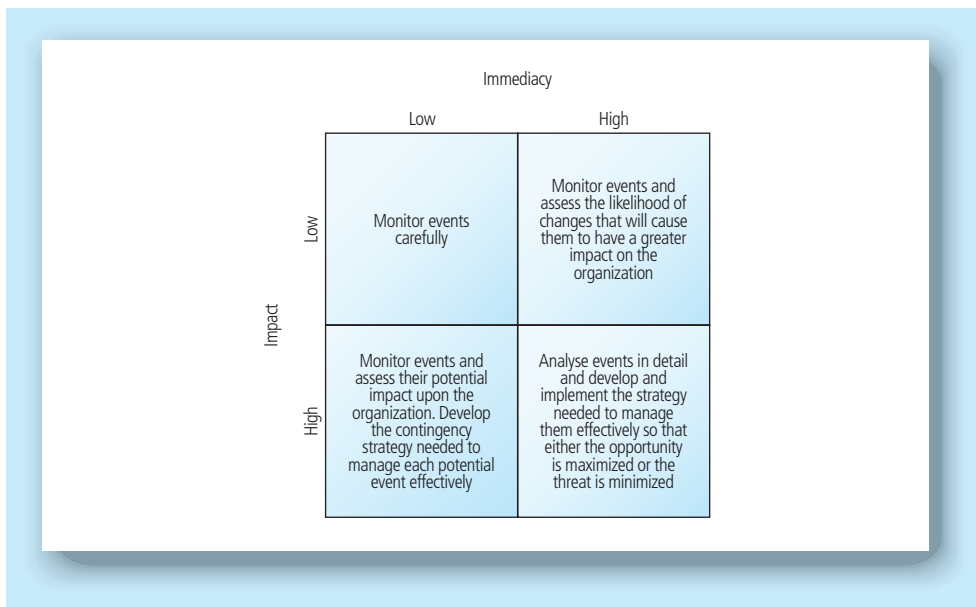 Immediacy
Low
High
Impact
Low
Monitor events
carefully
Monitor events and
assess the likelihood of
changes that will cause
them to have a greater
impact on the
organization
High
Monitor events and
assess their potential
impact upon the
organization. Develop
the contingency
strategy needed to
manage each potential
event effectively
Analyse events in detail
and develop and
implement the strategy
needed to manage
them effectively so that
either the opportunity
is maximized or the
threat is minimized